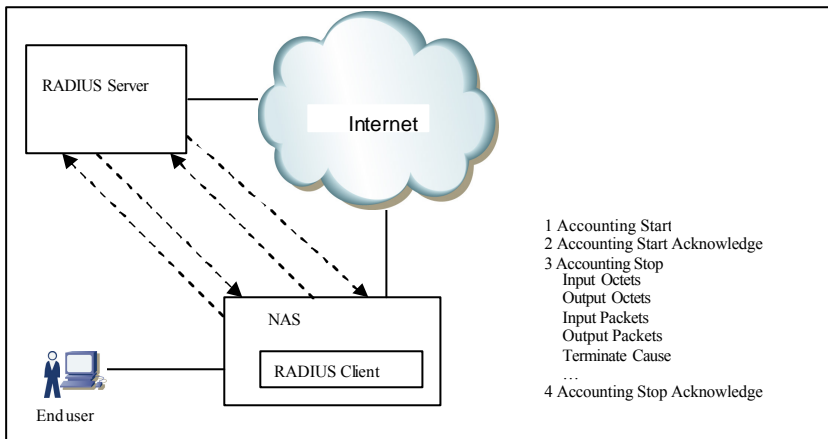 RADIUS Server
Internet
NAS
RADIUS Client
End user
1 Accounting Start
2 Accounting Start Acknowledge
3 Accounting Stop
Input Octets
Output Octets
Input Packets
Output Packets
Terminate Cause
…
4 Accounting Stop Acknowledge